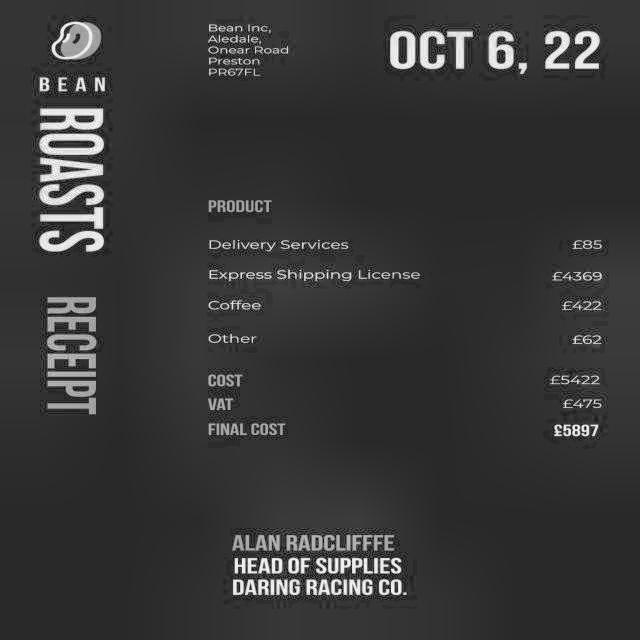 BEAN
ROASTS
RECEIPT
Bean Inc,
Aledale,
Onear Road
Preston
PR67FL
OCT 6, 22
PRODUCT
Delivery Services £85
Express Shipping License £4369
Coffee £422
Other £62
COST £5422
VAT £475
FINAL COST £5897
ALAN RADCLIFFFE
HEAD OF SUPPLIES
DARING RACING CO.